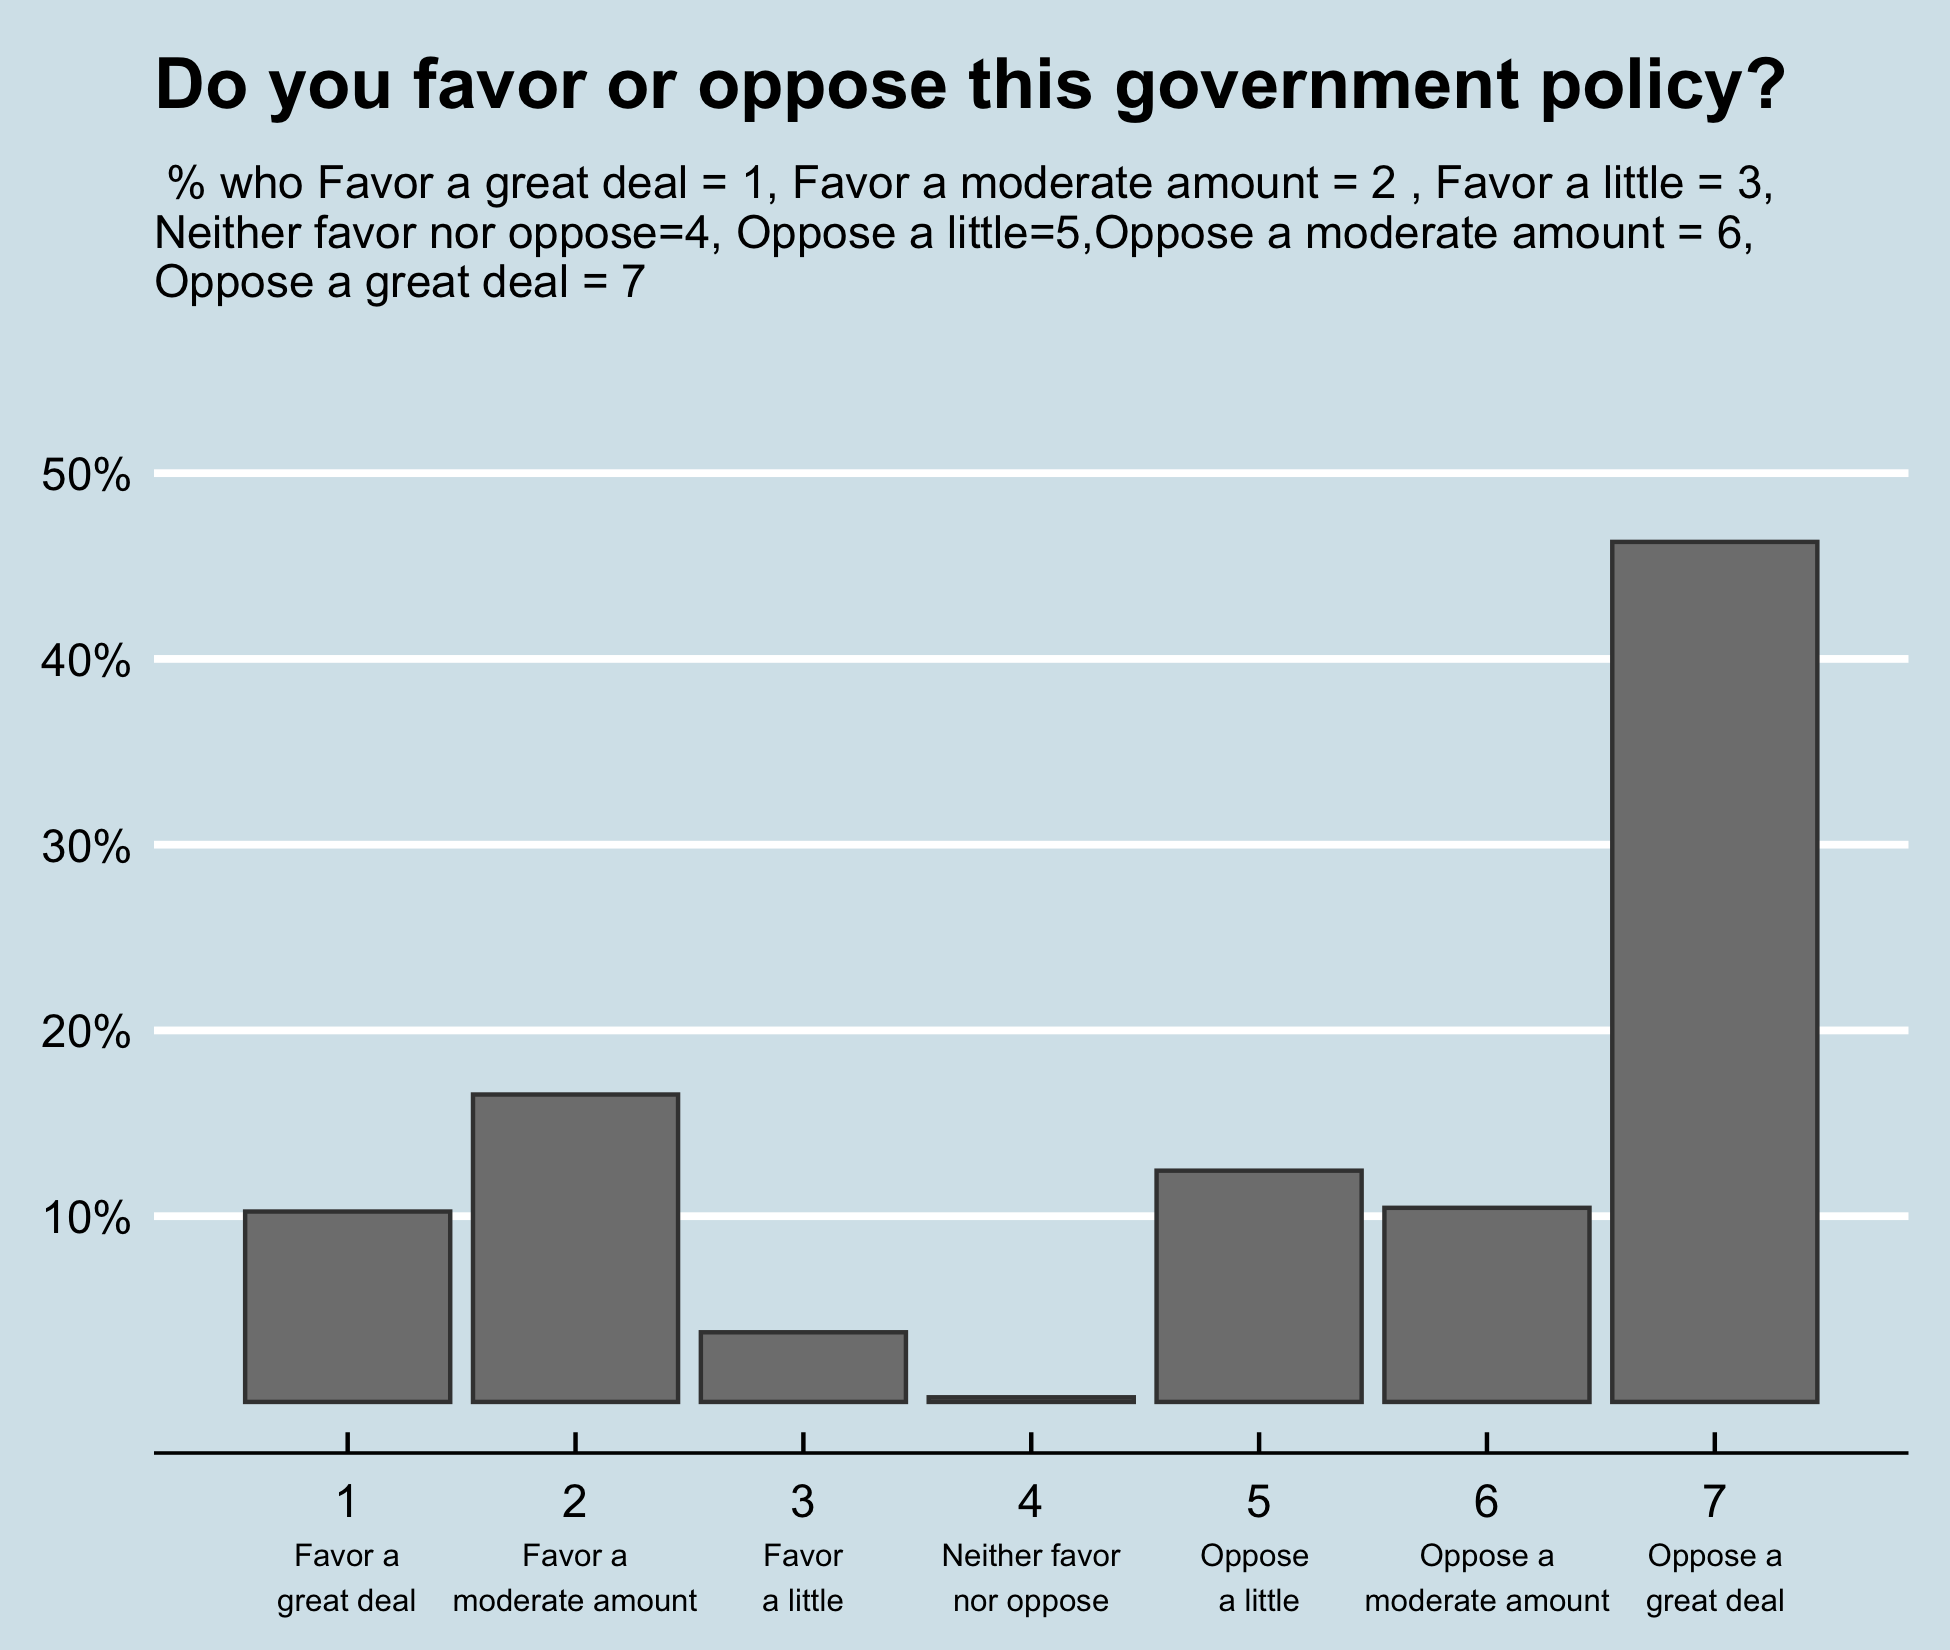 Do you favor or oppose this government policy?
% who Favor a great deal = 1, Favor a moderate amount = 2 , Favor a little = 3,
Neither favor nor oppose=4, Oppose a little=5,Oppose a moderate amount = 6,
Oppose a great deal = 7
50%
40%
30%
20%
10%
1 2 3 4 5 6 7
Favor a Favor a Favor Neither favor Oppose Oppose a Oppose a
great deal moderate amount a little nor oppose a little moderate amount great deal